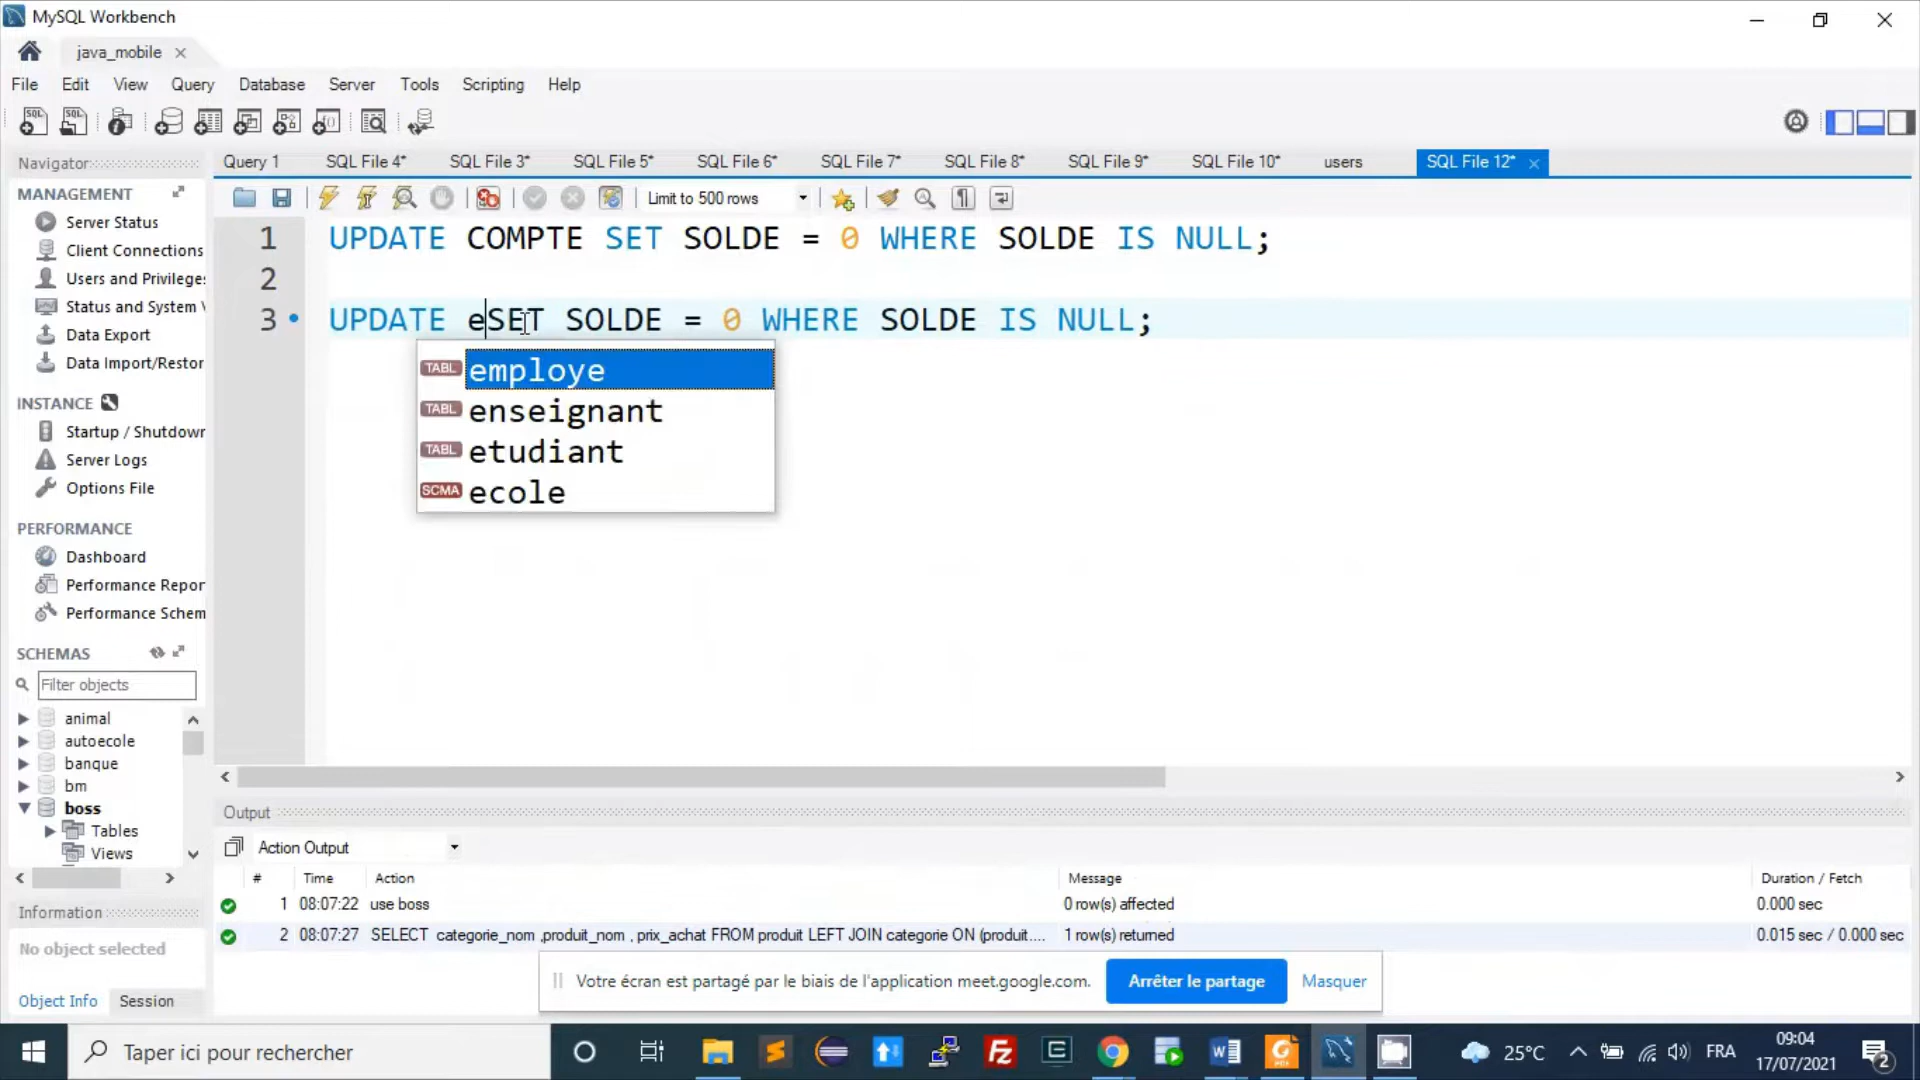 MySQL Workbench
java_mobile
File Edit View Query Database Server Tools Scripting Help
Navigator
Query 1 SQL File 4* SQL File 3* SQL File 5* SQL File 6* SQL File 7* SQL File 8* SQL File 9* SQL File 10* users SQL File 12*
Limit to 500 rows
MANAGEMENT
Server Status
Client Connections
Users and Privilege
Status and System
Data Export
Data Import/Restor
INSTANCE
Startup / Shutdowr
Server Logs
Options File
PERFORMANCE
Dashboard
Performance Repor
Performance Schem
SCHEMAS
Filter objects
animal
autoecole
banque
bm
boss
Tables
Views
Information
No object selected
Object Info Session
1 UPDATE COMPTE SET SOLDE = 0 WHERE SOLDE IS NULL;
2
3 UPDATE eSET SOLDE = 0 WHERE SOLDE IS NULL;
TABL employe
TABL enseignant
TABL etudiant
SCMA ecole
Output
Action Output
# Time Action Message Duration / Fetch
1 08:07:22 use boss 0 row(s) affected 0.000 sec
2 08:07:27 SELECT categorie_nom ,produit_nom , prix_achat FROM produit LEFT JOIN categorie ON (produit.... 1 row(s) returned 0.015 sec / 0.000 sec
Votre écran est partagé par le biais de l'application meet.google.com. Arrêter le partage Masquer
Taper ici pour rechercher
25°C FRA
09:04
17/07/2021
2